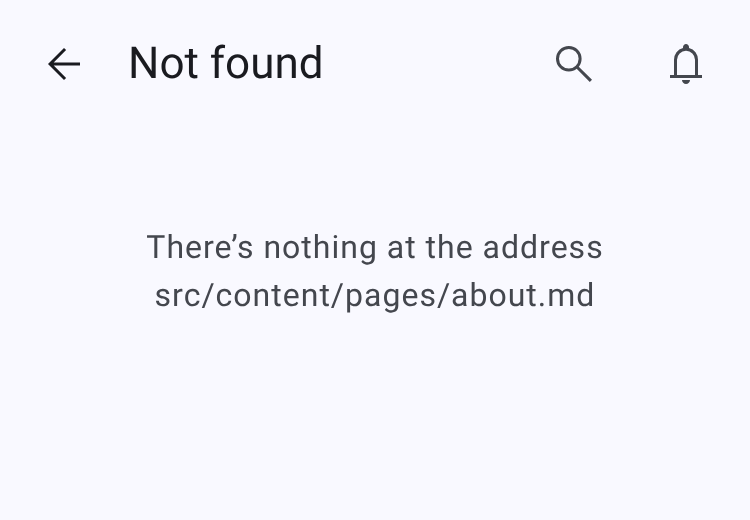 Not found
There’s nothing at the address
src/content/pages/about.md